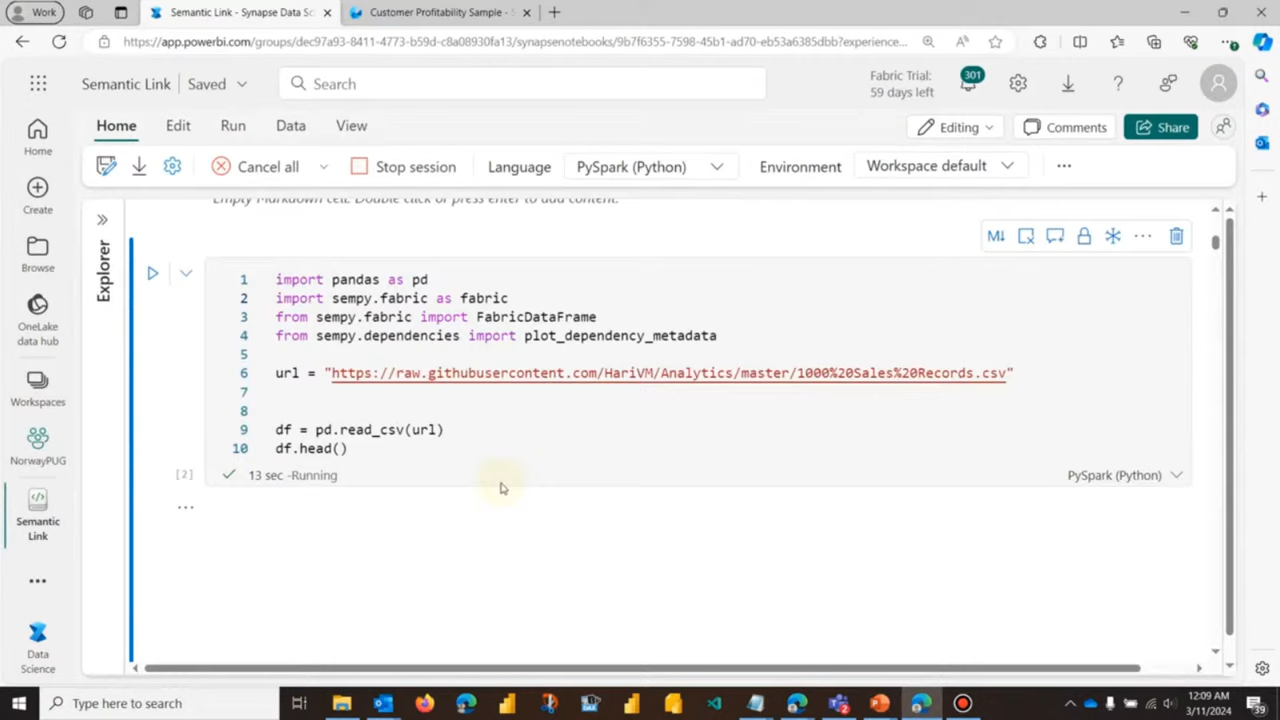 Work
Semantic Link - Synapse Data Sc
Customer Profitability Sample -
https://app.powerbi.com/groups/dec97a93-8411-4773-b59d-c8a08930fa13/synapsenotebooks/9b7f6355-7598-45b1-ad70-eb53a6385dbb?experience...
Semantic Link | Saved
Search
Fabric Trial:
59 days left
301
Home Edit Run Data View
Editing
Comments
Share
Cancel all
Stop session
Language
PySpark (Python)
Environment
Workspace default
Home
Create
Browse
OneLake
data hub
Workspaces
NorwayPUG
Semantic
Link
Data
Science
Explorer
Empty Markdown cell. Double click or press enter to add content.
M↓
1 import pandas as pd
2 import sempy.fabric as fabric
3 from sempy.fabric import FabricDataFrame
4 from sempy.dependencies import plot_dependency_metadata
5
6 url = "https://raw.githubusercontent.com/HariVM/Analytics/master/1000%20Sales%20Records.csv"
7
8
9 df = pd.read_csv(url)
10 df.head()
[2]
13 sec -Running
PySpark (Python)
Type here to search
12:09 AM
3/11/2024
39